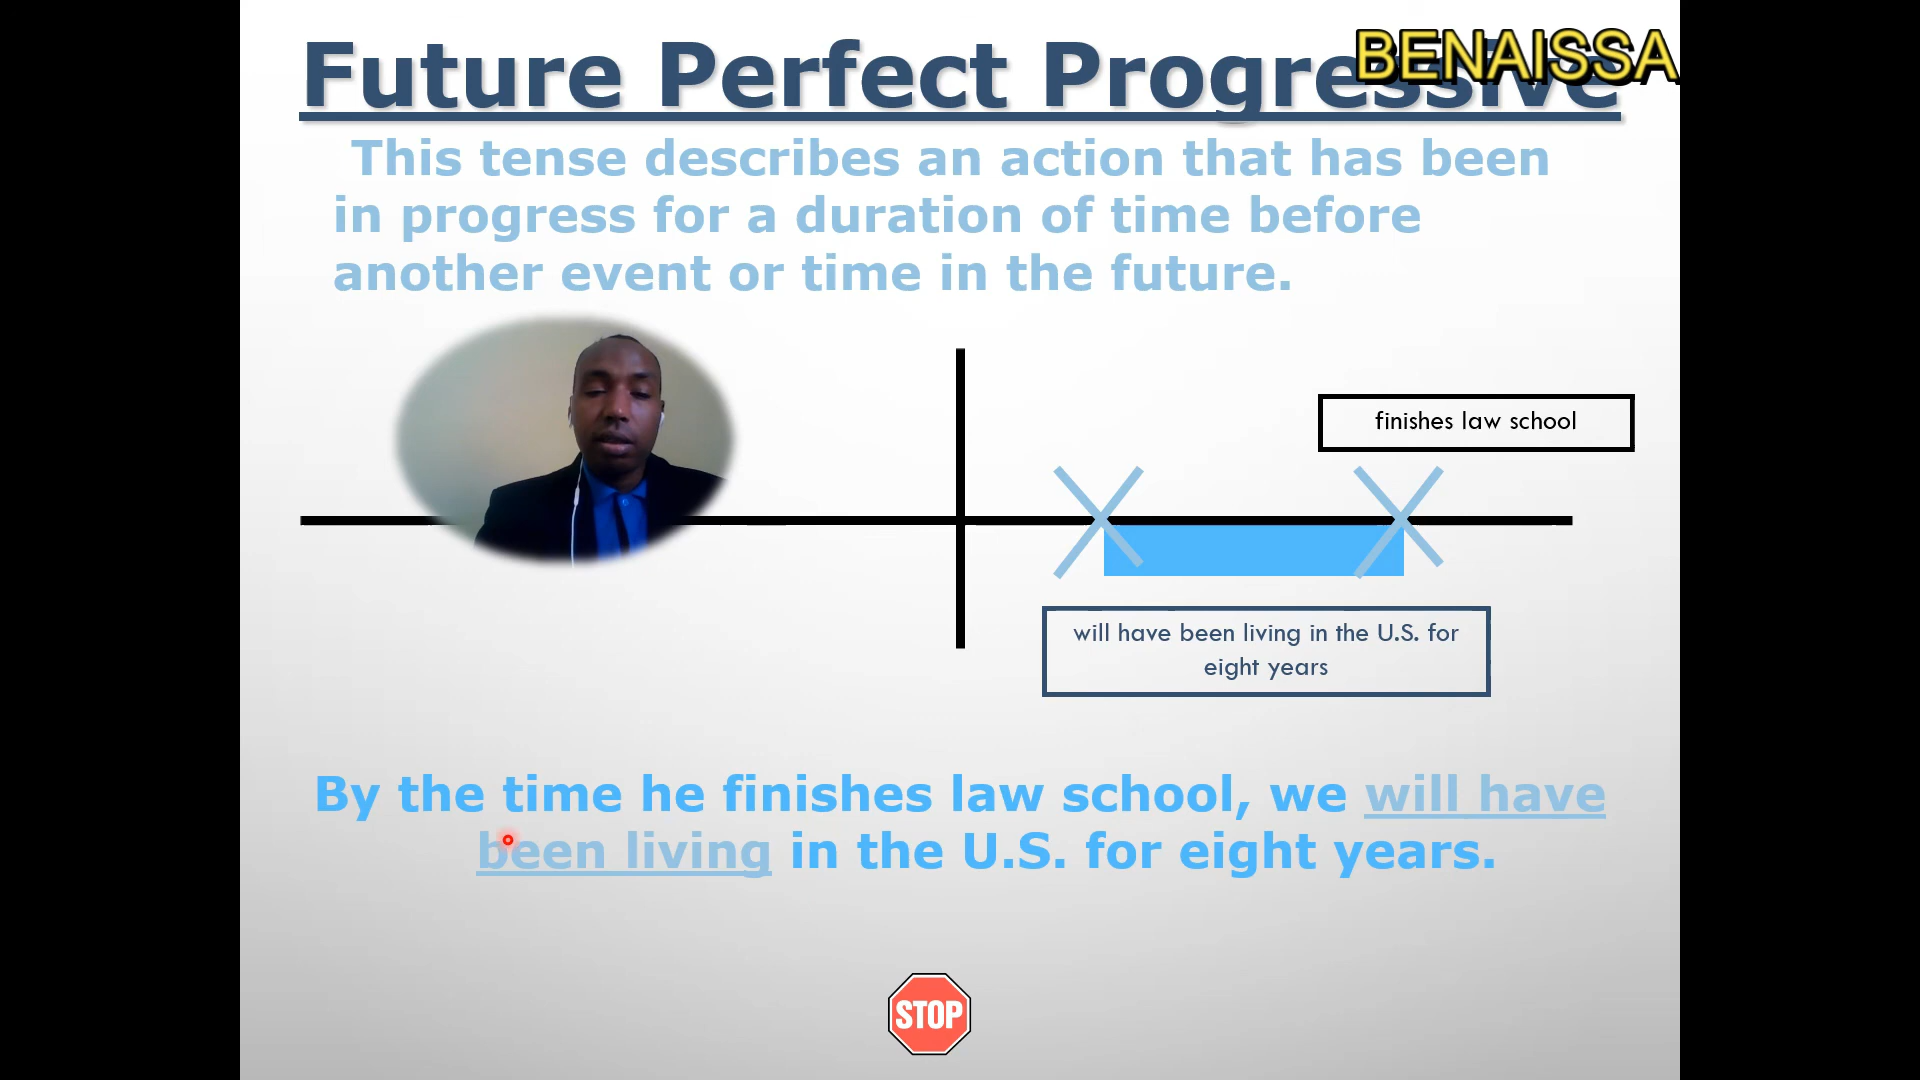 Future Perfect Progressive
BENAISSA
This tense describes an action that has been
in progress for a duration of time before
another event or time in the future.
finishes law school
will have been living in the U.S. for
eight years
By the time he finishes law school, we will have
been living in the U.S. for eight years.
STOP